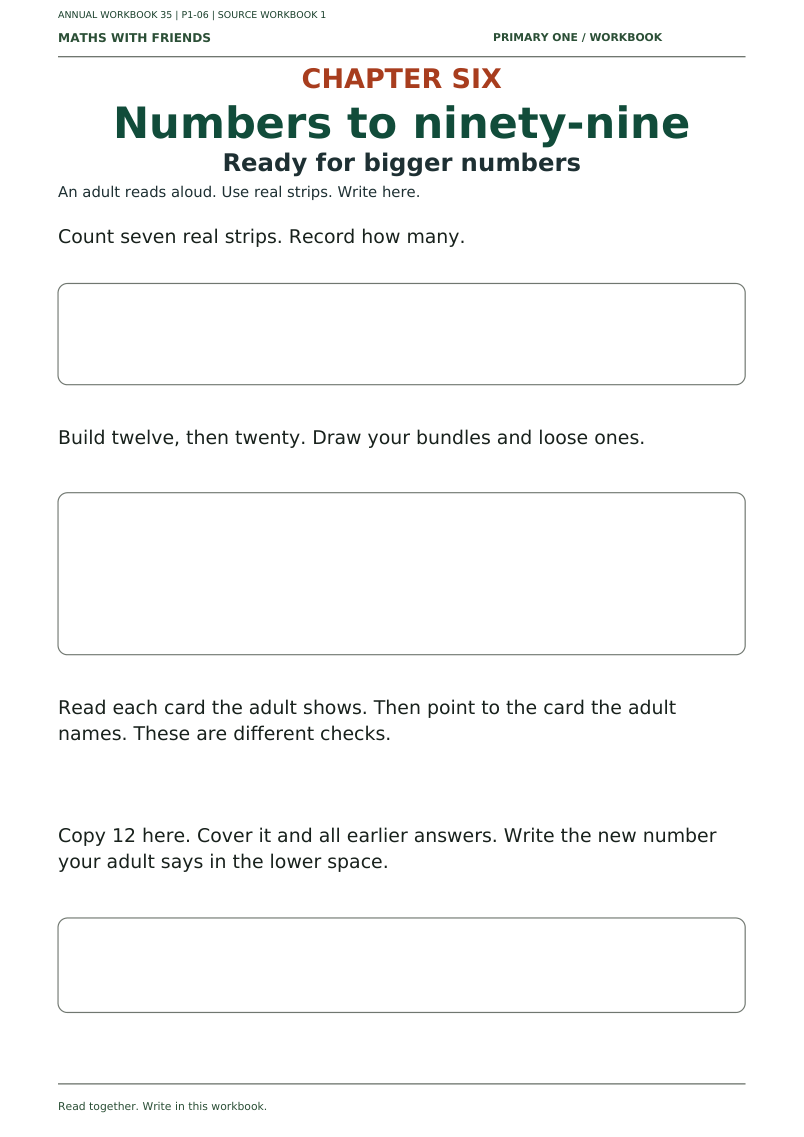 ANNUAL WORKBOOK 35 | P1-06 | SOURCE WORKBOOK 1
MATHS WITH FRIENDS
PRIMARY ONE / WORKBOOK
CHAPTER SIX
Numbers to ninety-nine
Ready for bigger numbers
An adult reads aloud. Use real strips. Write here.
Count seven real strips. Record how many.
Build twelve, then twenty. Draw your bundles and loose ones.
Read each card the adult shows. Then point to the card the adult
names. These are different checks.
Copy 12 here. Cover it and all earlier answers. Write the new number
your adult says in the lower space.
Read together. Write in this workbook.